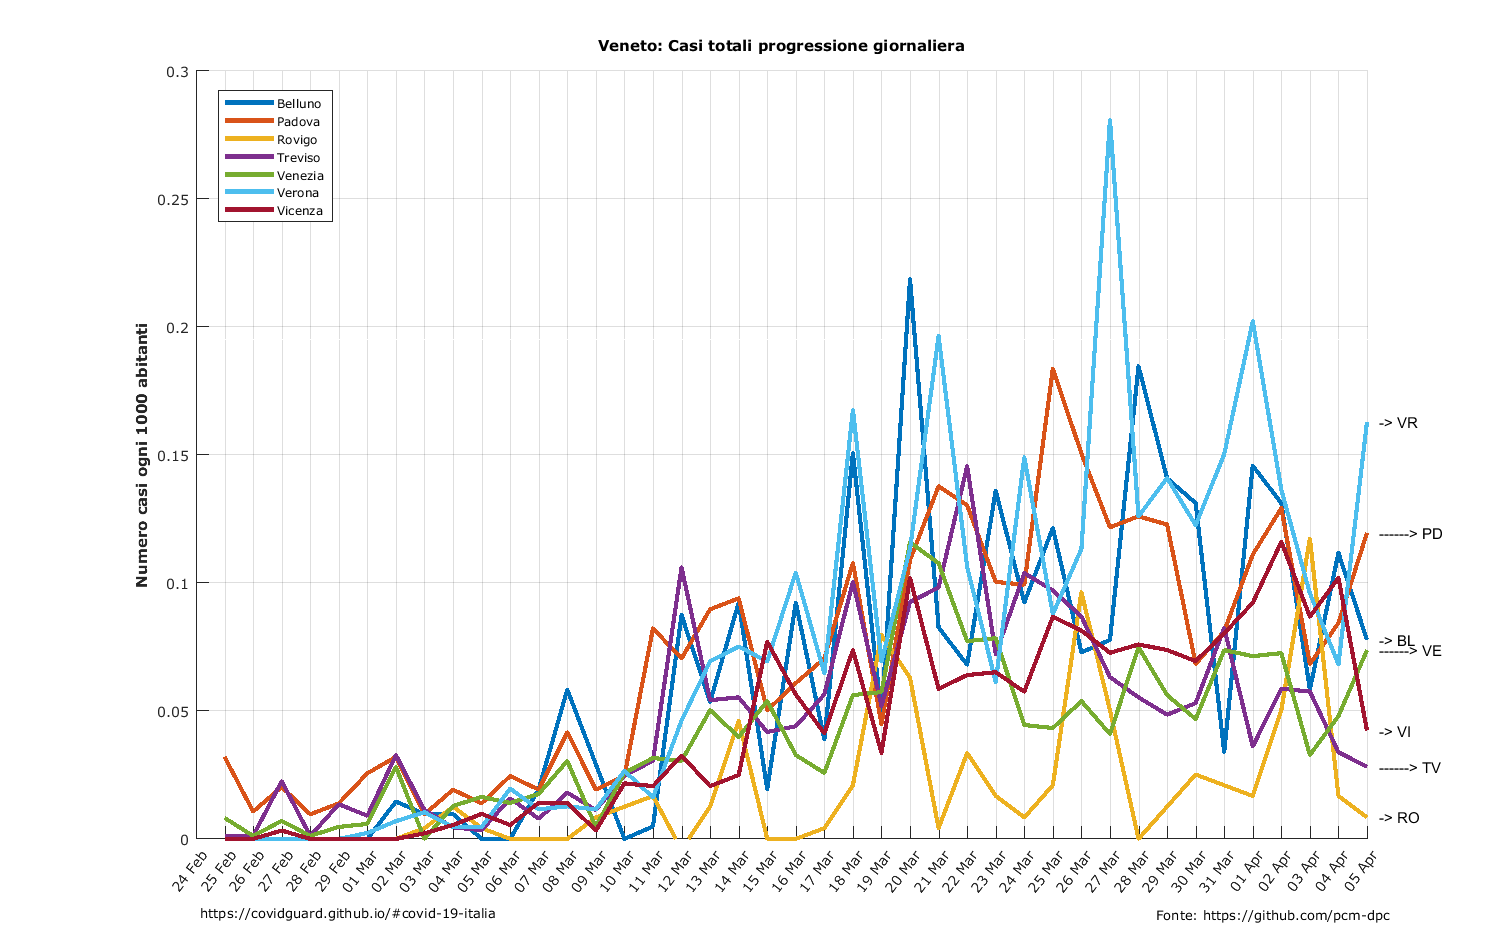 Veneto: Casi totali progressione giornaliera
Numero casi ogni 1000 abitanti
0.3
0.25
0.2
0.15
0.1
0.05
0
Belluno
Padova
Rovigo
Treviso
Venezia
Verona
Vicenza
-> VR
------> PD
-> BL
------> VE
-> VI
------> TV
-> RO
24 Feb
25 Feb
26 Feb
27 Feb
28 Feb
29 Feb
01 Mar
02 Mar
03 Mar
04 Mar
05 Mar
06 Mar
07 Mar
08 Mar
09 Mar
10 Mar
11 Mar
12 Mar
13 Mar
14 Mar
15 Mar
16 Mar
17 Mar
18 Mar
19 Mar
20 Mar
21 Mar
22 Mar
23 Mar
24 Mar
25 Mar
26 Mar
27 Mar
28 Mar
29 Mar
30 Mar
31 Mar
01 Apr
02 Apr
03 Apr
04 Apr
05 Apr
https://covidguard.github.io/#covid-19-italia
Fonte: https://github.com/pcm-dpc